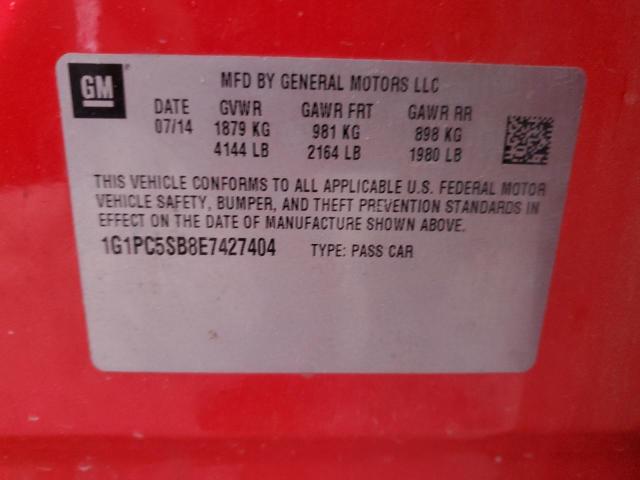 GM
MFD BY GENERAL MOTORS LLC
DATE GVWR GAWR FRT GAWR RR
07/14 1879 KG 981 KG 898 KG
4144 LB 2164 LB 1980 LB
THIS VEHICLE CONFORMS TO ALL APPLICABLE U.S. FEDERAL MOTOR
VEHICLE SAFETY, BUMPER, AND THEFT PREVENTION STANDARDS IN
EFFECT ON THE DATE OF MANUFACTURE SHOWN ABOVE.
1G1PC5SB8E7427404 TYPE: PASS CAR